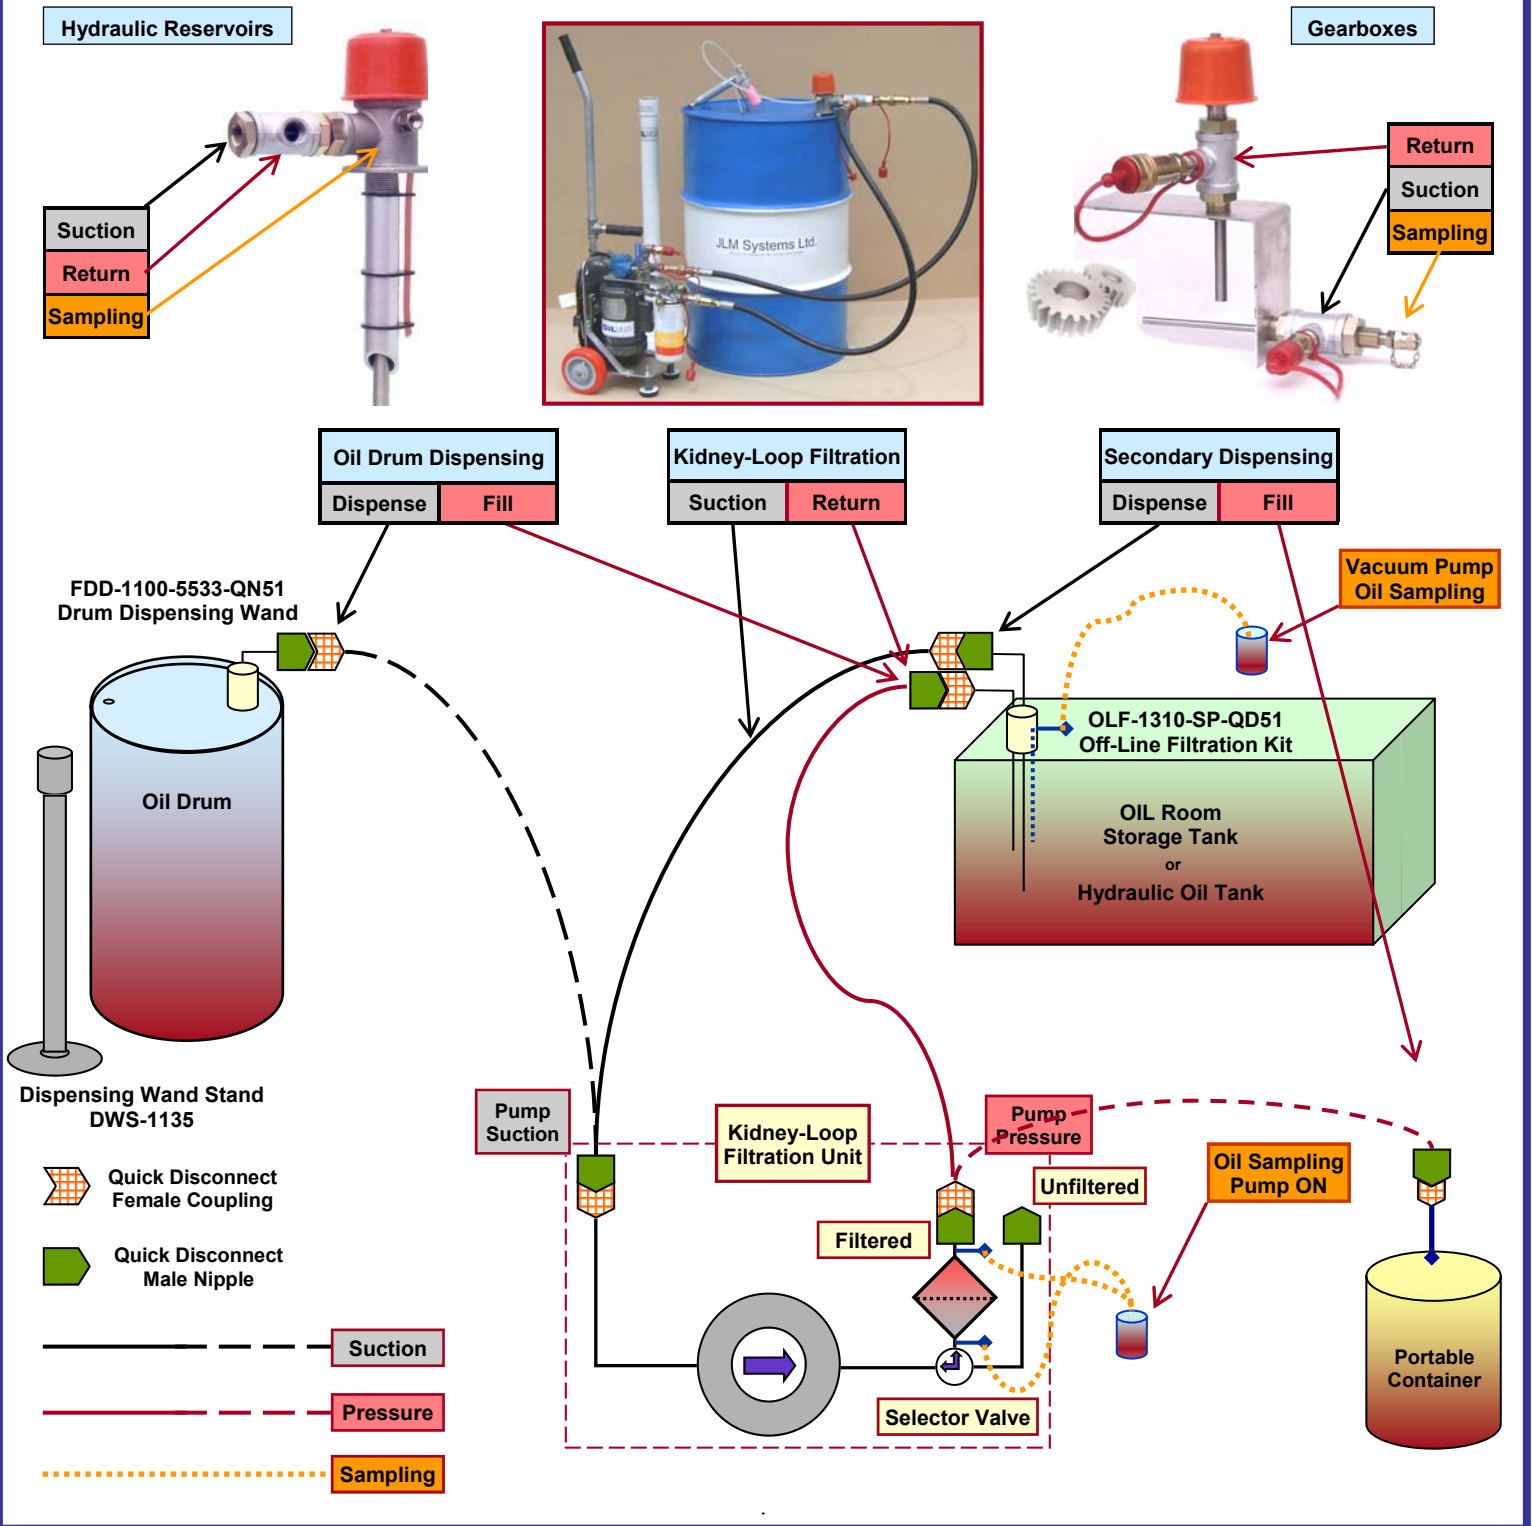 Hydraulic Reservoirs
Gearboxes
Suction
Return
Sampling
JLM Systems Ltd.
Return
Suction
Sampling
Oil Drum Dispensing
Dispense Fill
Kidney-Loop Filtration
Suction Return
Secondary Dispensing
Dispense Fill
Vacuum Pump
Oil Sampling
FDD-1100-5533-QN51
Drum Dispensing Wand
OLF-1310-SP-QD51
Off-Line Filtration Kit
Oil Drum
OIL Room
Storage Tank
or
Hydraulic Oil Tank
Dispensing Wand Stand
DWS-1135
Pump
Suction
Kidney-Loop
Filtration Unit
Pump
Pressure
Quick Disconnect
Female Coupling
Unfiltered
Oil Sampling
Pump ON
Filtered
Quick Disconnect
Male Nipple
Suction
Portable
Container
Pressure
Selector Valve
Sampling